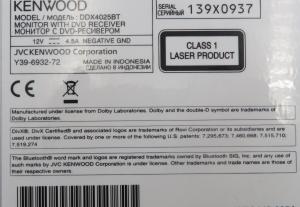 KENWOOD
MODEL / МОДЕЛЬ: DDX4025BT
MONITOR WITH DVD RECEIVER
МОНИТОР С DVD-РЕСИВЕРОМ
12V 4.5A NEGATIVE GND
JVCKENWOOD Corporation
Y39-6932-72
MADE IN INDONESIA
СДЕЛАНО В ИНДОНЕЗИИ
SERIAL
СЕРИЙНЫЙ
139X0937
CLASS 1
LASER PRODUCT
Manufactured under license from Dolby Laboratories. Dolby and the double-D symbol are trademarks of
Dolby Laboratories.
DivX®, DivX Certified® and associated logos are trademarks of Rovi Corporation or its subsidiaries and are
used under license. Covered by one or more of the following U.S. patents: 7,295,673; 7,460,668; 7,515,710;
7,519,274
The Bluetooth® word mark and logos are registered trademarks owned by Bluetooth SIG, Inc. and any use of such
marks by JVC KENWOOD Corporation is under license. Other trademarks and trade names are those of
their respective owners.